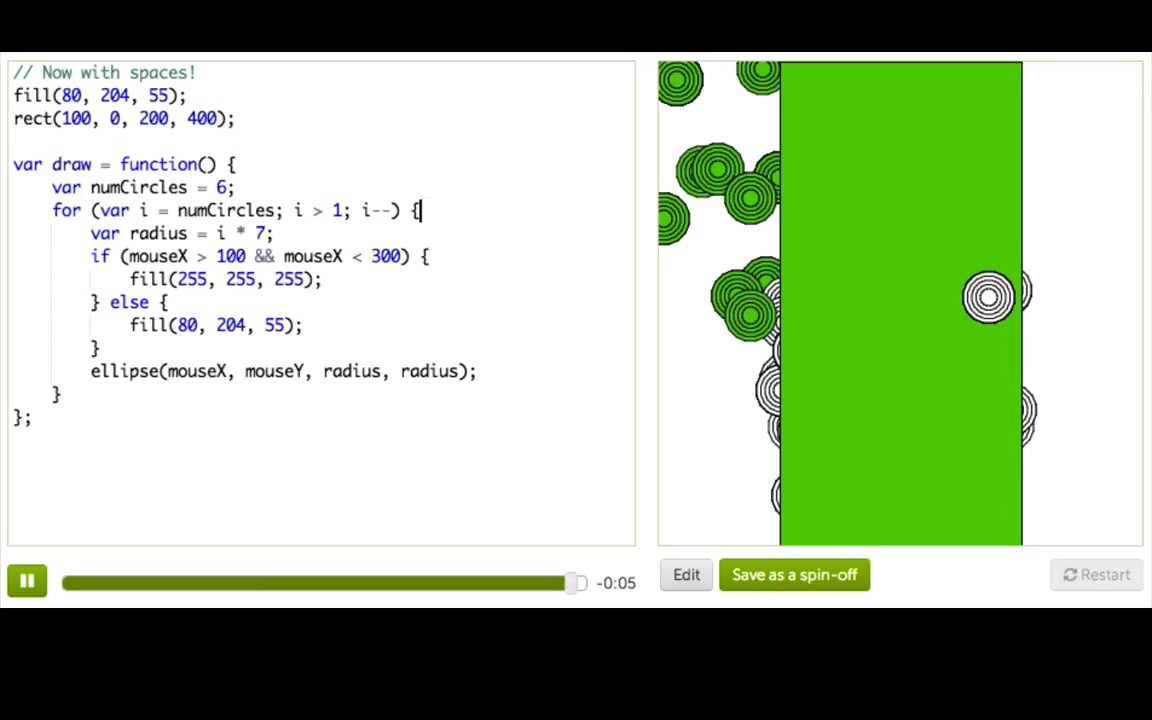 // Now with spaces!
fill(80, 204, 55);
rect(100, 0, 200, 400);
var draw = function() {
    var numCircles = 6;
    for (var i = numCircles; i > 1; i--) {
        var radius = i * 7;
        if (mouseX > 100 && mouseX < 300) {
            fill(255, 255, 255);
        } else {
            fill(80, 204, 55);
        }
        ellipse(mouseX, mouseY, radius, radius);
    }
};
-0:05
Edit
Save as a spin-off
Restart